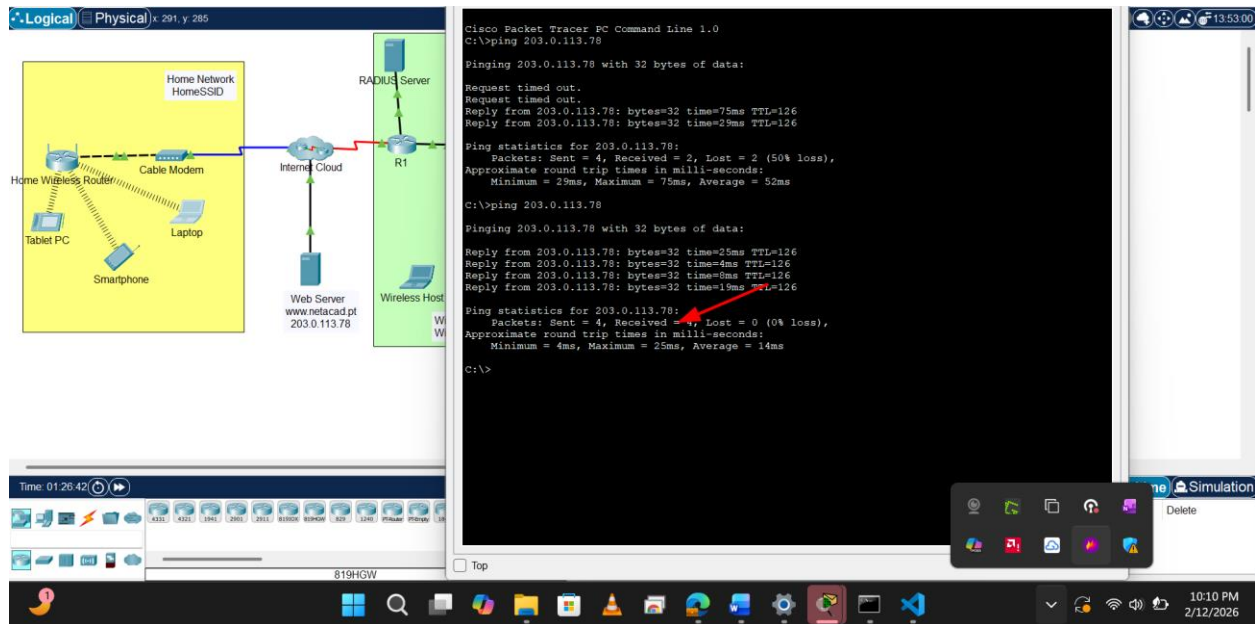 Logical
Physical
x: 291, y: 285
13:53:00
Home Network
HomeSSID
RADIUS Server
Home Wireless Router
Cable Modem
Internet Cloud
R1
Tablet PC
Laptop
Smartphone
Web Server
www.netacad.pt
203.0.113.78
Wireless Host
Wi
Wi
Cisco Packet Tracer PC Command Line 1.0
C:\>ping 203.0.113.78
Pinging 203.0.113.78 with 32 bytes of data:
Request timed out.
Request timed out.
Reply from 203.0.113.78: bytes=32 time=75ms TTL=126
Reply from 203.0.113.78: bytes=32 time=29ms TTL=126
Ping statistics for 203.0.113.78:
Packets: Sent = 4, Received = 2, Lost = 2 (50% loss),
Approximate round trip times in milli-seconds:
Minimum = 29ms, Maximum = 75ms, Average = 52ms
C:\>ping 203.0.113.78
Pinging 203.0.113.78 with 32 bytes of data:
Reply from 203.0.113.78: bytes=32 time=25ms TTL=126
Reply from 203.0.113.78: bytes=32 time=4ms TTL=126
Reply from 203.0.113.78: bytes=32 time=8ms TTL=126
Reply from 203.0.113.78: bytes=32 time=19ms TTL=126
Ping statistics for 203.0.113.78:
Packets: Sent = 4, Received = 4, Lost = 0 (0% loss),
Approximate round trip times in milli-seconds:
Minimum = 4ms, Maximum = 25ms, Average = 14ms
C:\>
Time: 01:26:42
me
Simulation
4331 4321 1941 2901 2911 819IOX 819HGW 829 1240 PT-Router PT-Empty
Delete
819HGW
Top
1
10:10 PM
2/12/2026